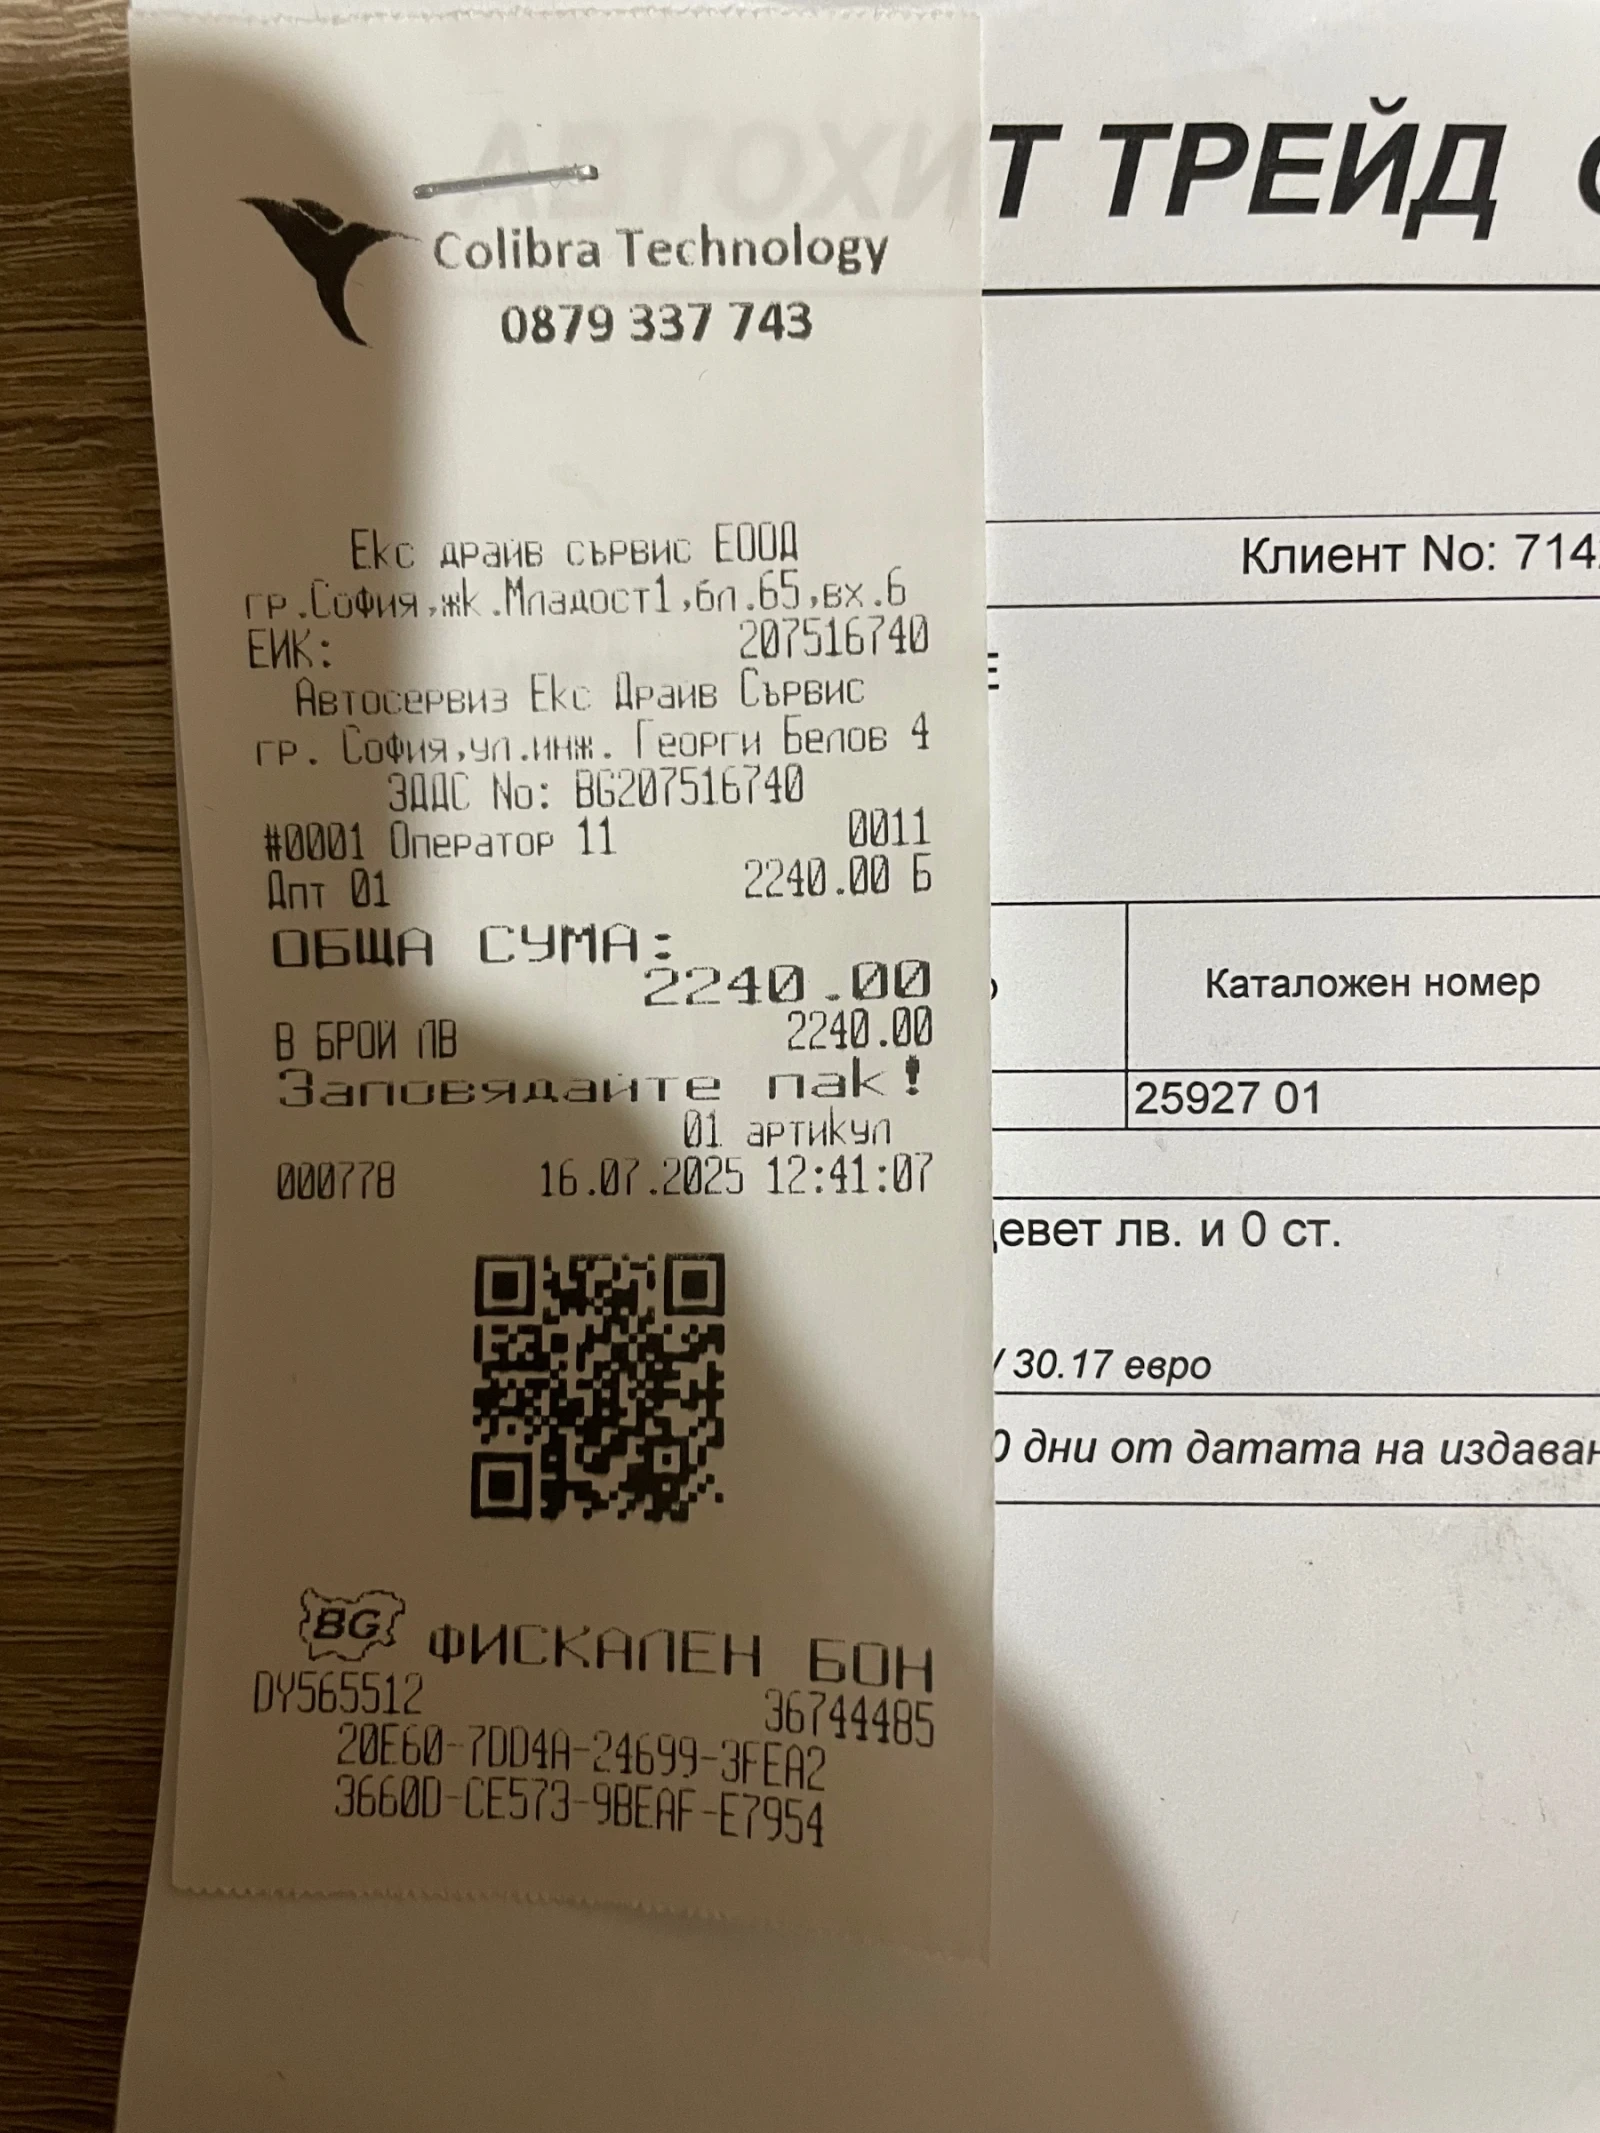 Colibra Technology
0879 337 743
Екс драйв сървис ЕООД
гр.София,жк.Младост1,бл.65,вх.6
ЕИК: 207516740
Автосервиз Екс Драйв Сървис
гр. София,ул.инж. Георги Белов 4
ЗДДС No: BG207516740
#0001 Оператор 11 0011
Дпт 01 2240.00 Б
ОБЩА СУМА:
2240.00
В БРОЙ ЛВ 2240.00
Заповядайте пак!
01 артикул
000778 16.07.2025 12:41:07
BG ФИСКАЛЕН БОН
DY565512 36744485
20E60-7DD4A-24699-3FEA2
3660D-CE573-9BEAF-E7954
Т ТРЕЙД
Клиент No: 714
Каталожен номер
25927 01
евет лв. и 0 ст.
/ 30.17 евро
0 дни от датата на издаван